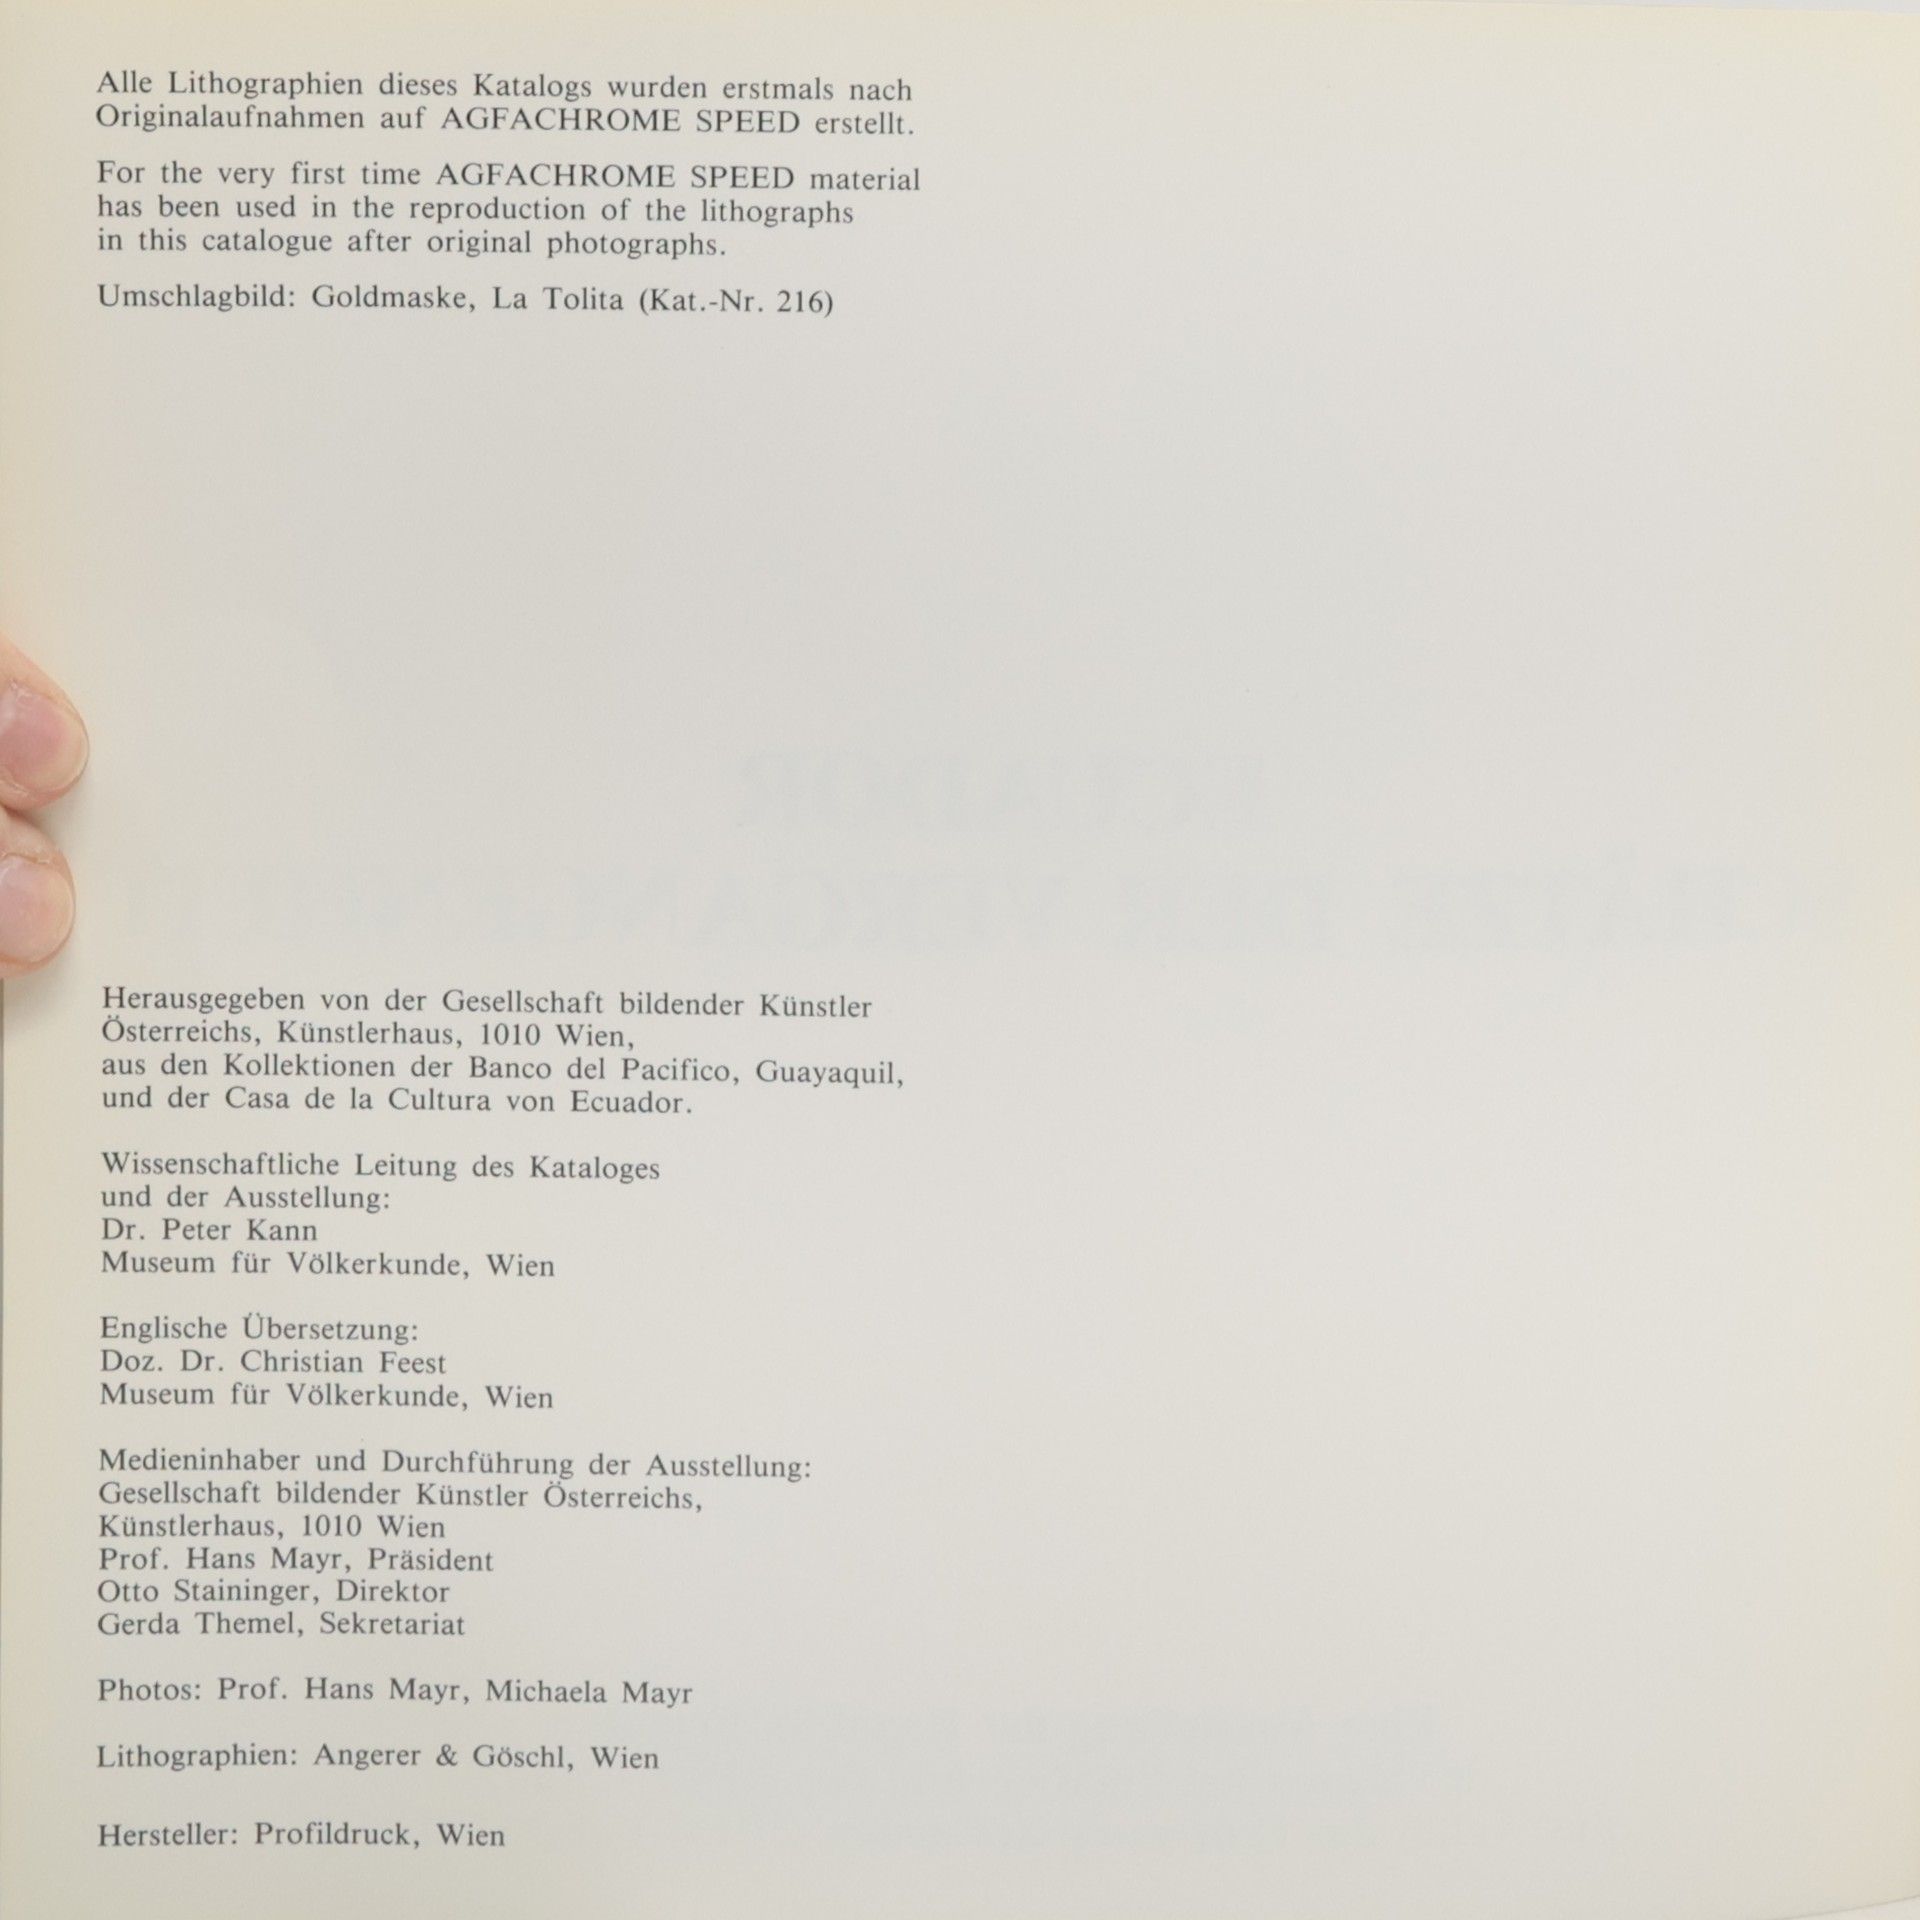 Alle Lithographien dieses Katalogs wurden erstmals nach
Originalaufnahmen auf AGFACHROME SPEED erstellt.
For the very first time AGFACHROME SPEED material
has been used in the reproduction of the lithographs
in this catalogue after original photographs.
Umschlagbild: Goldmaske, La Tolita (Kat.-Nr. 216)
Herausgegeben von der Gesellschaft bildender Künstler
Österreichs, Künstlerhaus, 1010 Wien,
aus den Kollektionen der Banco del Pacifico, Guayaquil,
und der Casa de la Cultura von Ecuador.
Wissenschaftliche Leitung des Kataloges
und der Ausstellung:
Dr. Peter Kann
Museum für Völkerkunde, Wien
Englische Übersetzung:
Doz. Dr. Christian Feest
Museum für Völkerkunde, Wien
Medieninhaber und Durchführung der Ausstellung:
Gesellschaft bildender Künstler Österreichs,
Künstlerhaus, 1010 Wien
Prof. Hans Mayr, Präsident
Otto Staininger, Direktor
Gerda Themel, Sekretariat
Photos: Prof. Hans Mayr, Michaela Mayr
Lithographien: Angerer & Göschl, Wien
Hersteller: Profildruck, Wien